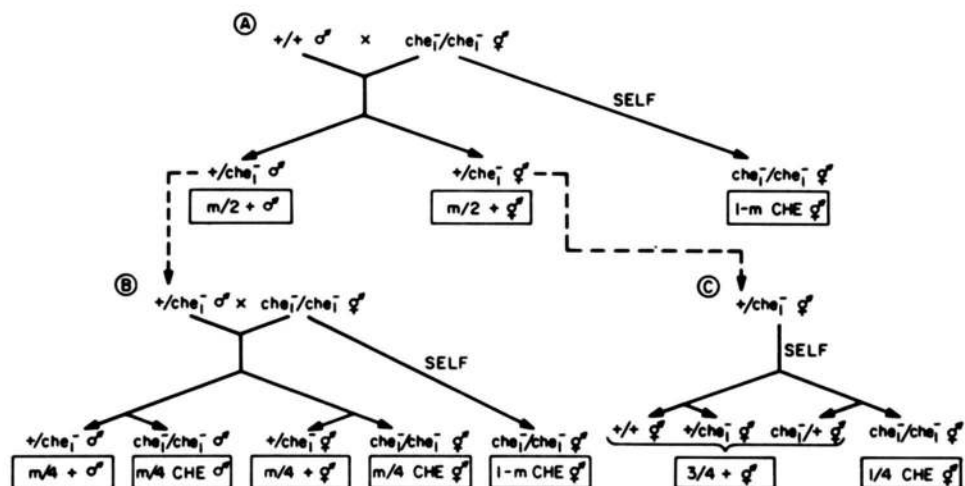 Ⓐ
+/+ ♂ × che₁⁻/che₁⁻ ⚥
SELF
+/che₁⁻ ♂ +/che₁⁻ ⚥ che₁⁻/che₁⁻ ⚥
m/2 + ♂ m/2 + ⚥ 1-m CHE ⚥
Ⓑ Ⓒ
+/che₁⁻ ♂ × che₁⁻/che₁⁻ ⚥ +/che₁⁻ ⚥
SELF SELF
+/che₁⁻ ♂ che₁⁻/che₁⁻ ♂ +/che₁⁻ ⚥ che₁⁻/che₁⁻ ⚥ che₁⁻/che₁⁻ ⚥ +/+ ⚥ +/che₁⁻ ⚥ che₁⁻/+ ⚥ che₁⁻/che₁⁻ ⚥
m/4 + ♂ m/4 CHE ♂ m/4 + ⚥ m/4 CHE ⚥ 1-m CHE ⚥ 3/4 + ⚥ 1/4 CHE ⚥